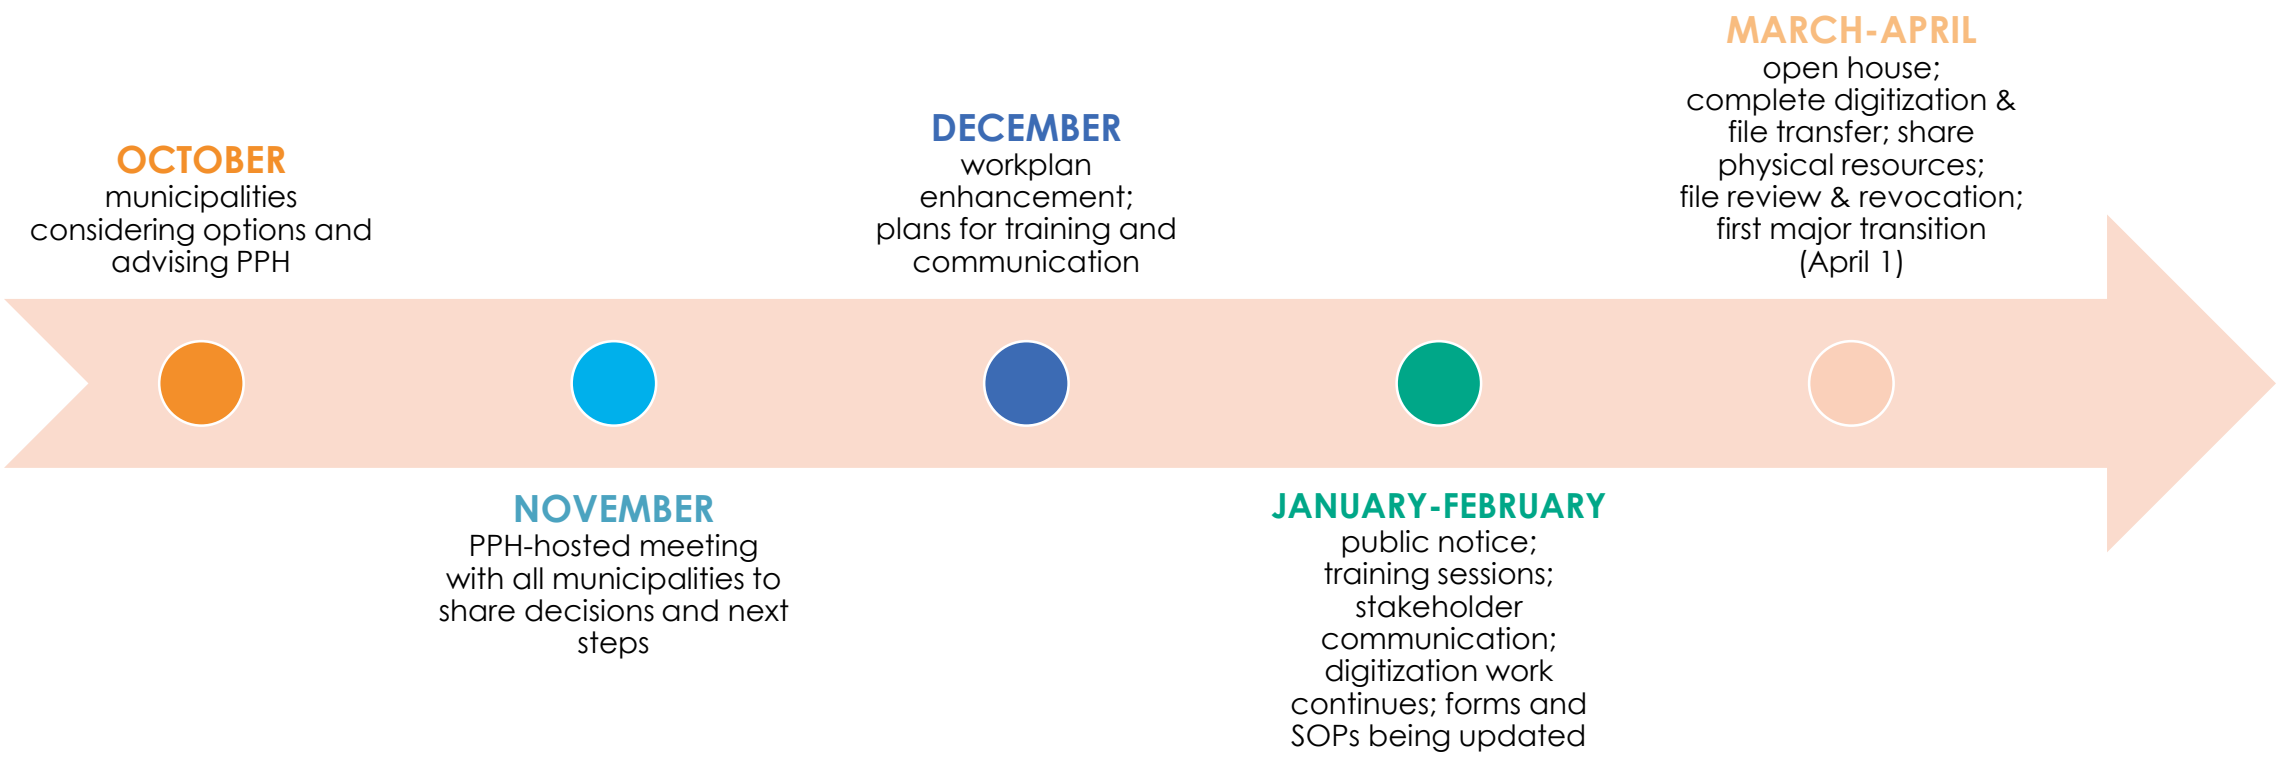 OCTOBER
municipalities
considering options and
advising PPH
NOVEMBER
PPH-hosted meeting
with all municipalities to
share decisions and next
steps
DECEMBER
workplan
enhancement;
plans for training and
communication
JANUARY-FEBRUARY
public notice;
training sessions;
stakeholder
communication;
digitization work
continues; forms and
SOPs being updated
MARCH-APRIL
open house;
complete digitization &
file transfer; share
physical resources;
file review & revocation;
first major transition
(April 1)